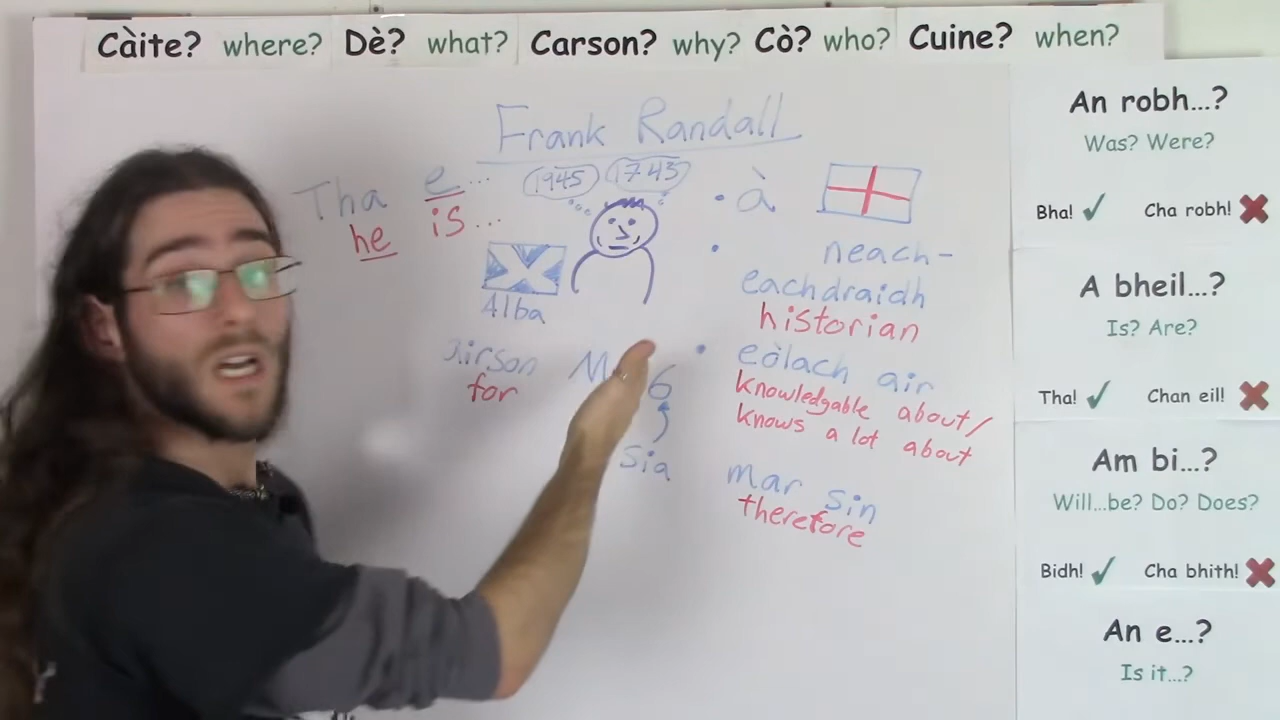 Càite? where? Dè? what? Carson? why? Cò? who? Cuine? when?
Frank Randall
1945 1743
Tha e...
he is...
Alba
for
6
sia
• à
• neach-
eachdraidh
historian
• eòlach air
knowledgable about/
knows a lot about
mar sin
therefore
An robh...?
Was? Were?
Bha! Cha robh!
A bheil...?
Is? Are?
Tha! Chan eil!
Am bi...?
Will...be? Do? Does?
Bidh! Cha bhith!
An e...?
Is it...?